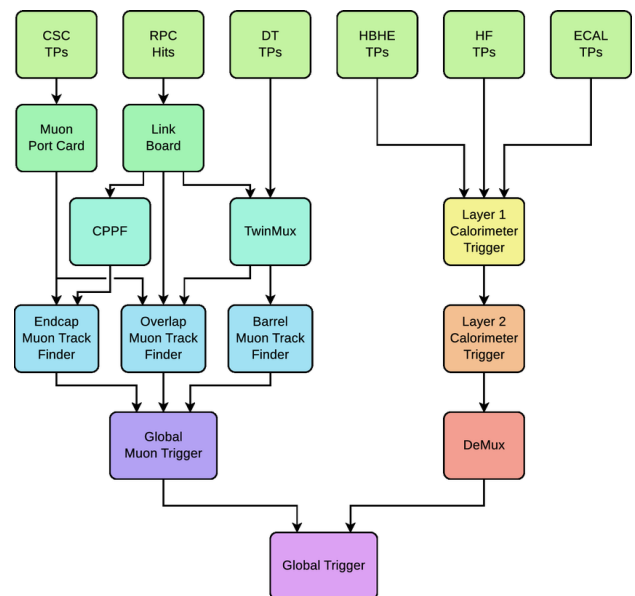 CSC
TPs
RPC
Hits
DT
TPs
HBHE
TPs
HF
TPs
ECAL
TPs
Muon
Port Card
Link
Board
CPPF
TwinMux
Layer 1
Calorimeter
Trigger
Endcap
Muon Track
Finder
Overlap
Muon Track
Finder
Barrel
Muon Track
Finder
Layer 2
Calorimeter
Trigger
Global
Muon Trigger
DeMux
Global Trigger